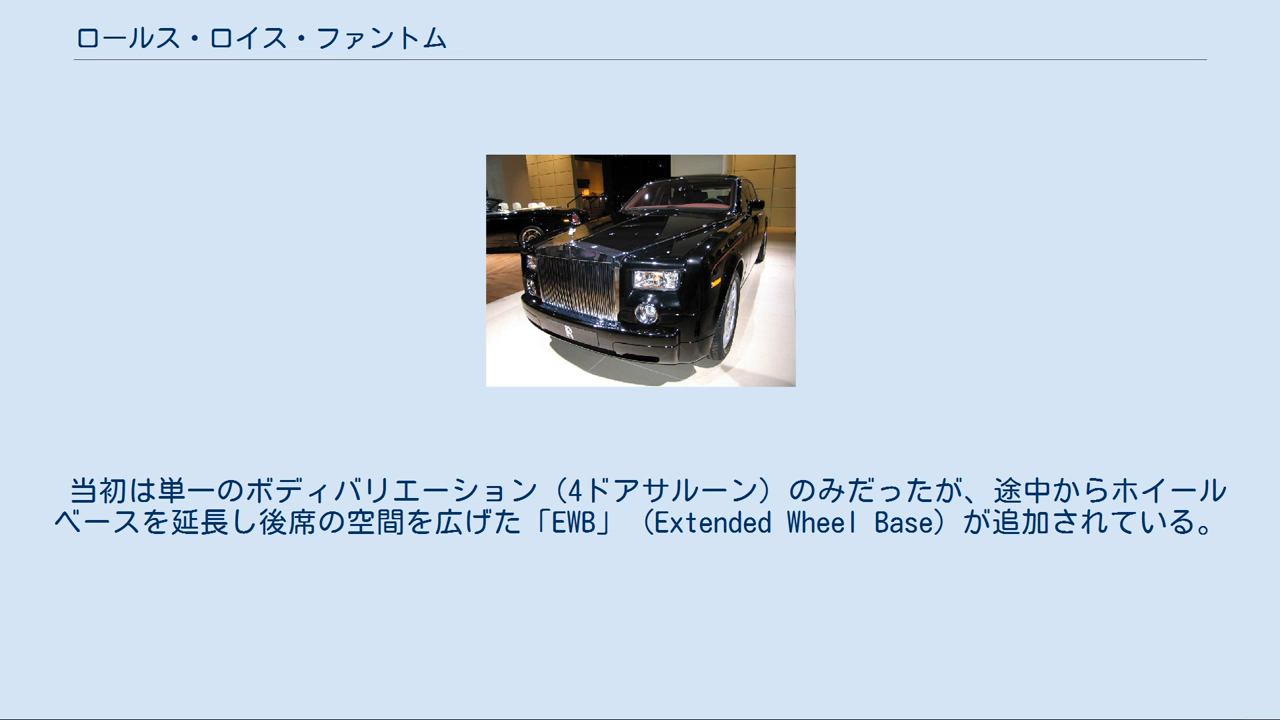 ロールス・ロイス・ファントム
当初は単一のボディバリエーション（4ドアサルーン）のみだったが、途中からホイール
ベースを延長し後席の空間を広げた「EWB」（Extended Wheel Base）が追加されている。